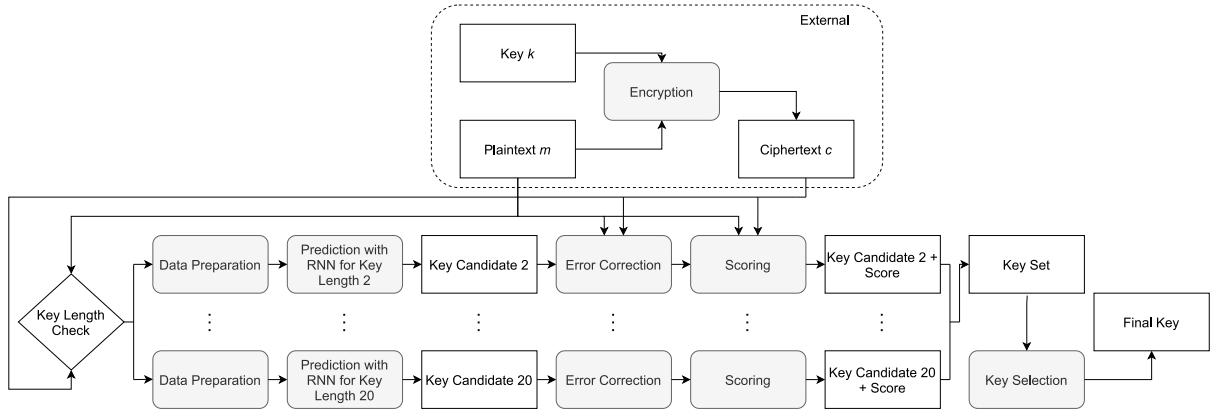 External
Key k
Encryption
Plaintext m
Ciphertext c
Data Preparation
Prediction with
RNN for Key
Length 2
Key Candidate 2
Error Correction
Scoring
Key Candidate 2 +
Score
Key Set
Key Length
Check
Final Key
Data Preparation
Prediction with
RNN for Key
Length 20
Key Candidate 20
Error Correction
Scoring
Key Candidate 20
+ Score
Key Selection